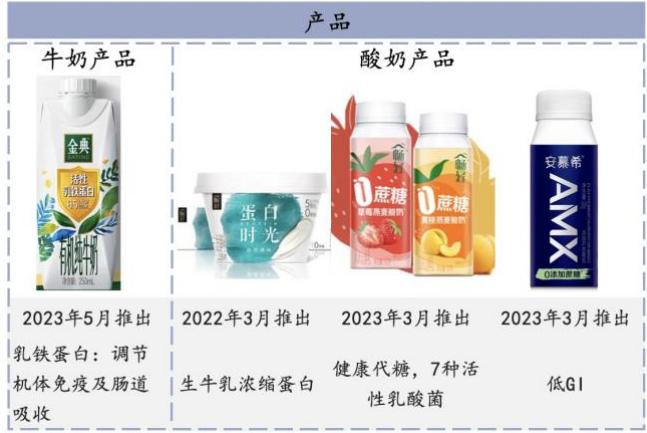 产品
牛奶产品
酸奶产品
金典
SATINE
活性
乳铁蛋白
有机纯牛奶
250mL
蛋白
时光
畅轻
0蔗糖
草莓燕麦酸奶
畅轻
0蔗糖
黄桃燕麦酸奶
安慕希
AMX
0添加蔗糖
2023年5月推出
2022年3月推出
2023年3月推出
2023年3月推出
乳铁蛋白：调节
机体免疫及肠道
吸收
生牛乳浓缩蛋白
健康代糖，7种活
性乳酸菌
低GI